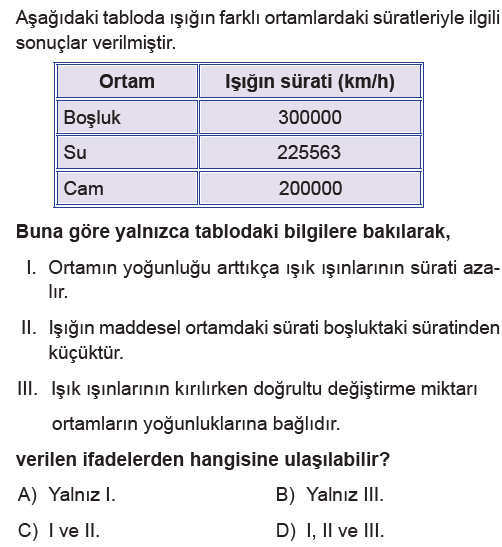 Aşağıdaki tabloda ışığın farklı ortamlardaki süratleriyle ilgili
sonuçlar verilmiştir.
Ortam Işığın sürati (km/h)
Boşluk 300000
Su 225563
Cam 200000
Buna göre yalnızca tablodaki bilgilere bakılarak,
I. Ortamın yoğunluğu arttıkça ışık ışınlarının sürati aza-
lır.
II. Işığın maddesel ortamdaki sürati boşluktaki süratinden
küçüktür.
III. Işık ışınlarının kırılırken doğrultu değiştirme miktarı
ortamların yoğunluklarına bağlıdır.
verilen ifadelerden hangisine ulaşılabilir?
A) Yalnız I. B) Yalnız III.
C) I ve II. D) I, II ve III.